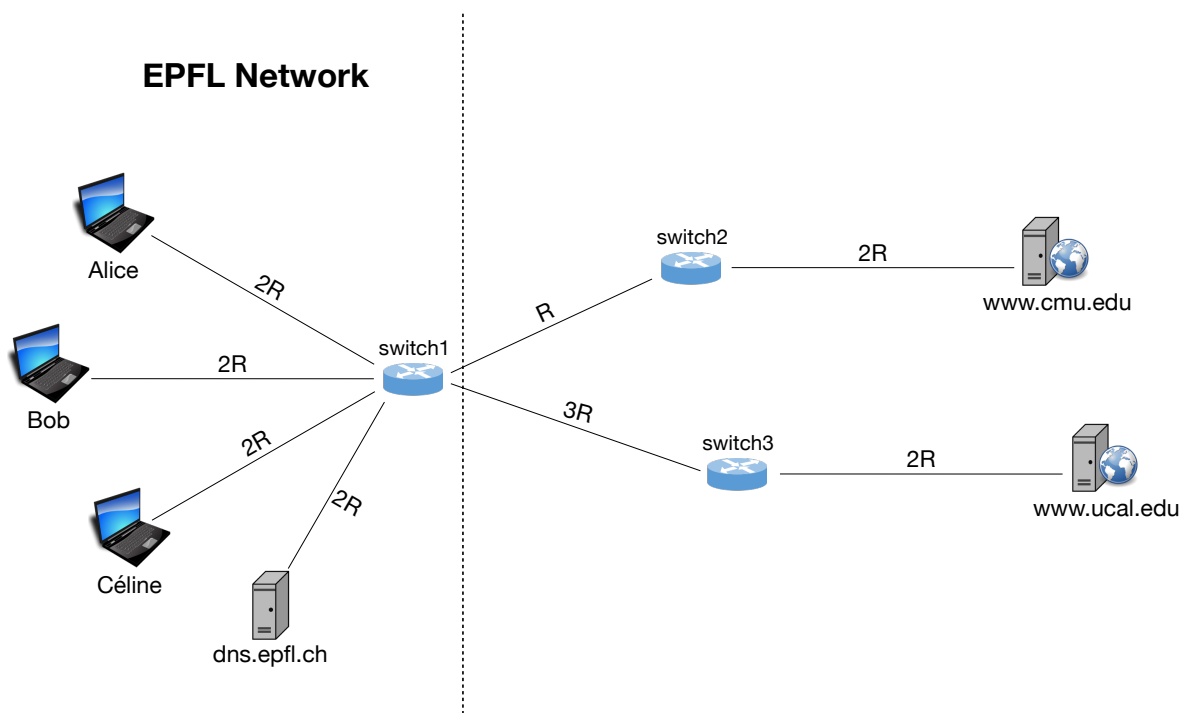 EPFL Network
switch2
2R
Alice
2R
www.cmu.edu
R
switch1
2R
Bob
3R
switch3
2R
2R
2R
www.ucal.edu
Céline
dns.epfl.ch